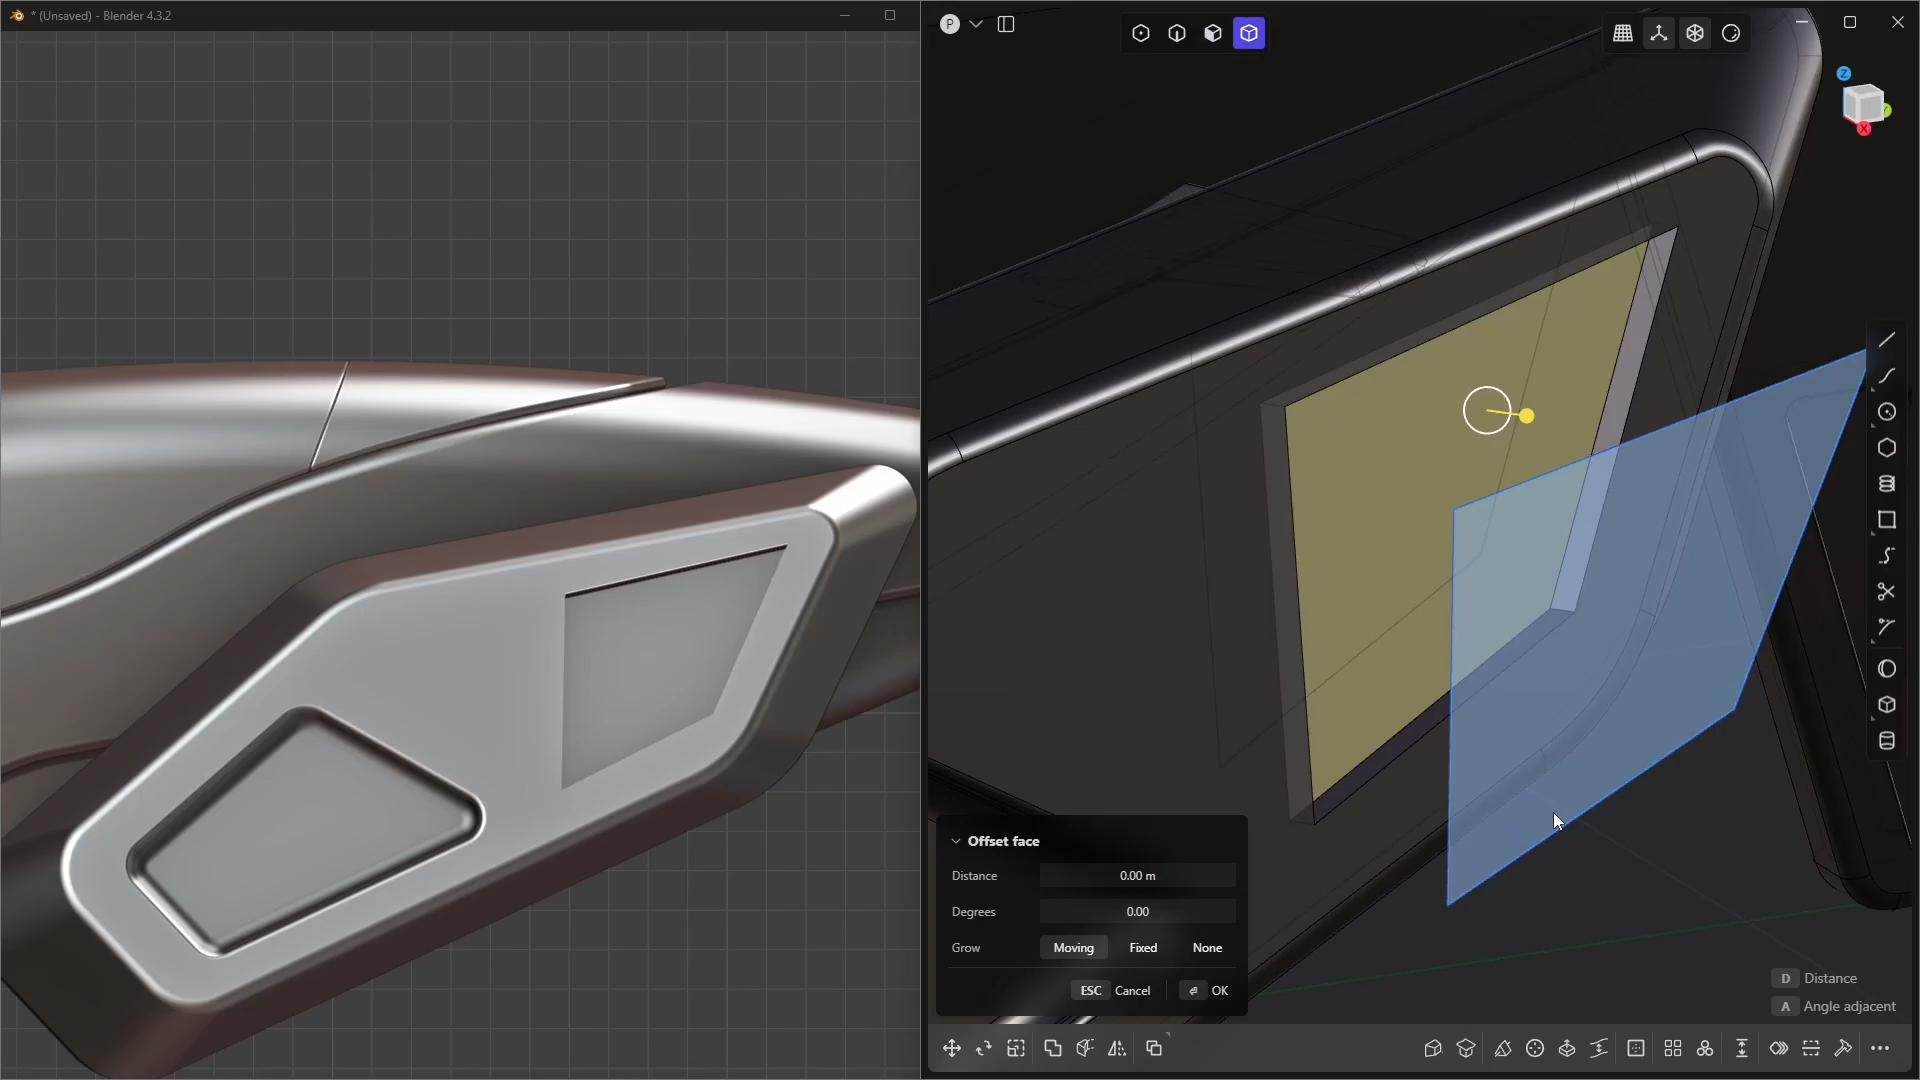 * (Unsaved) - Blender 4.3.2
P
Z
Y
X
Offset face
Distance 0.00 m
Degrees 0.00
Grow Moving Fixed None
ESC Cancel OK
D Distance
A Angle adjacent